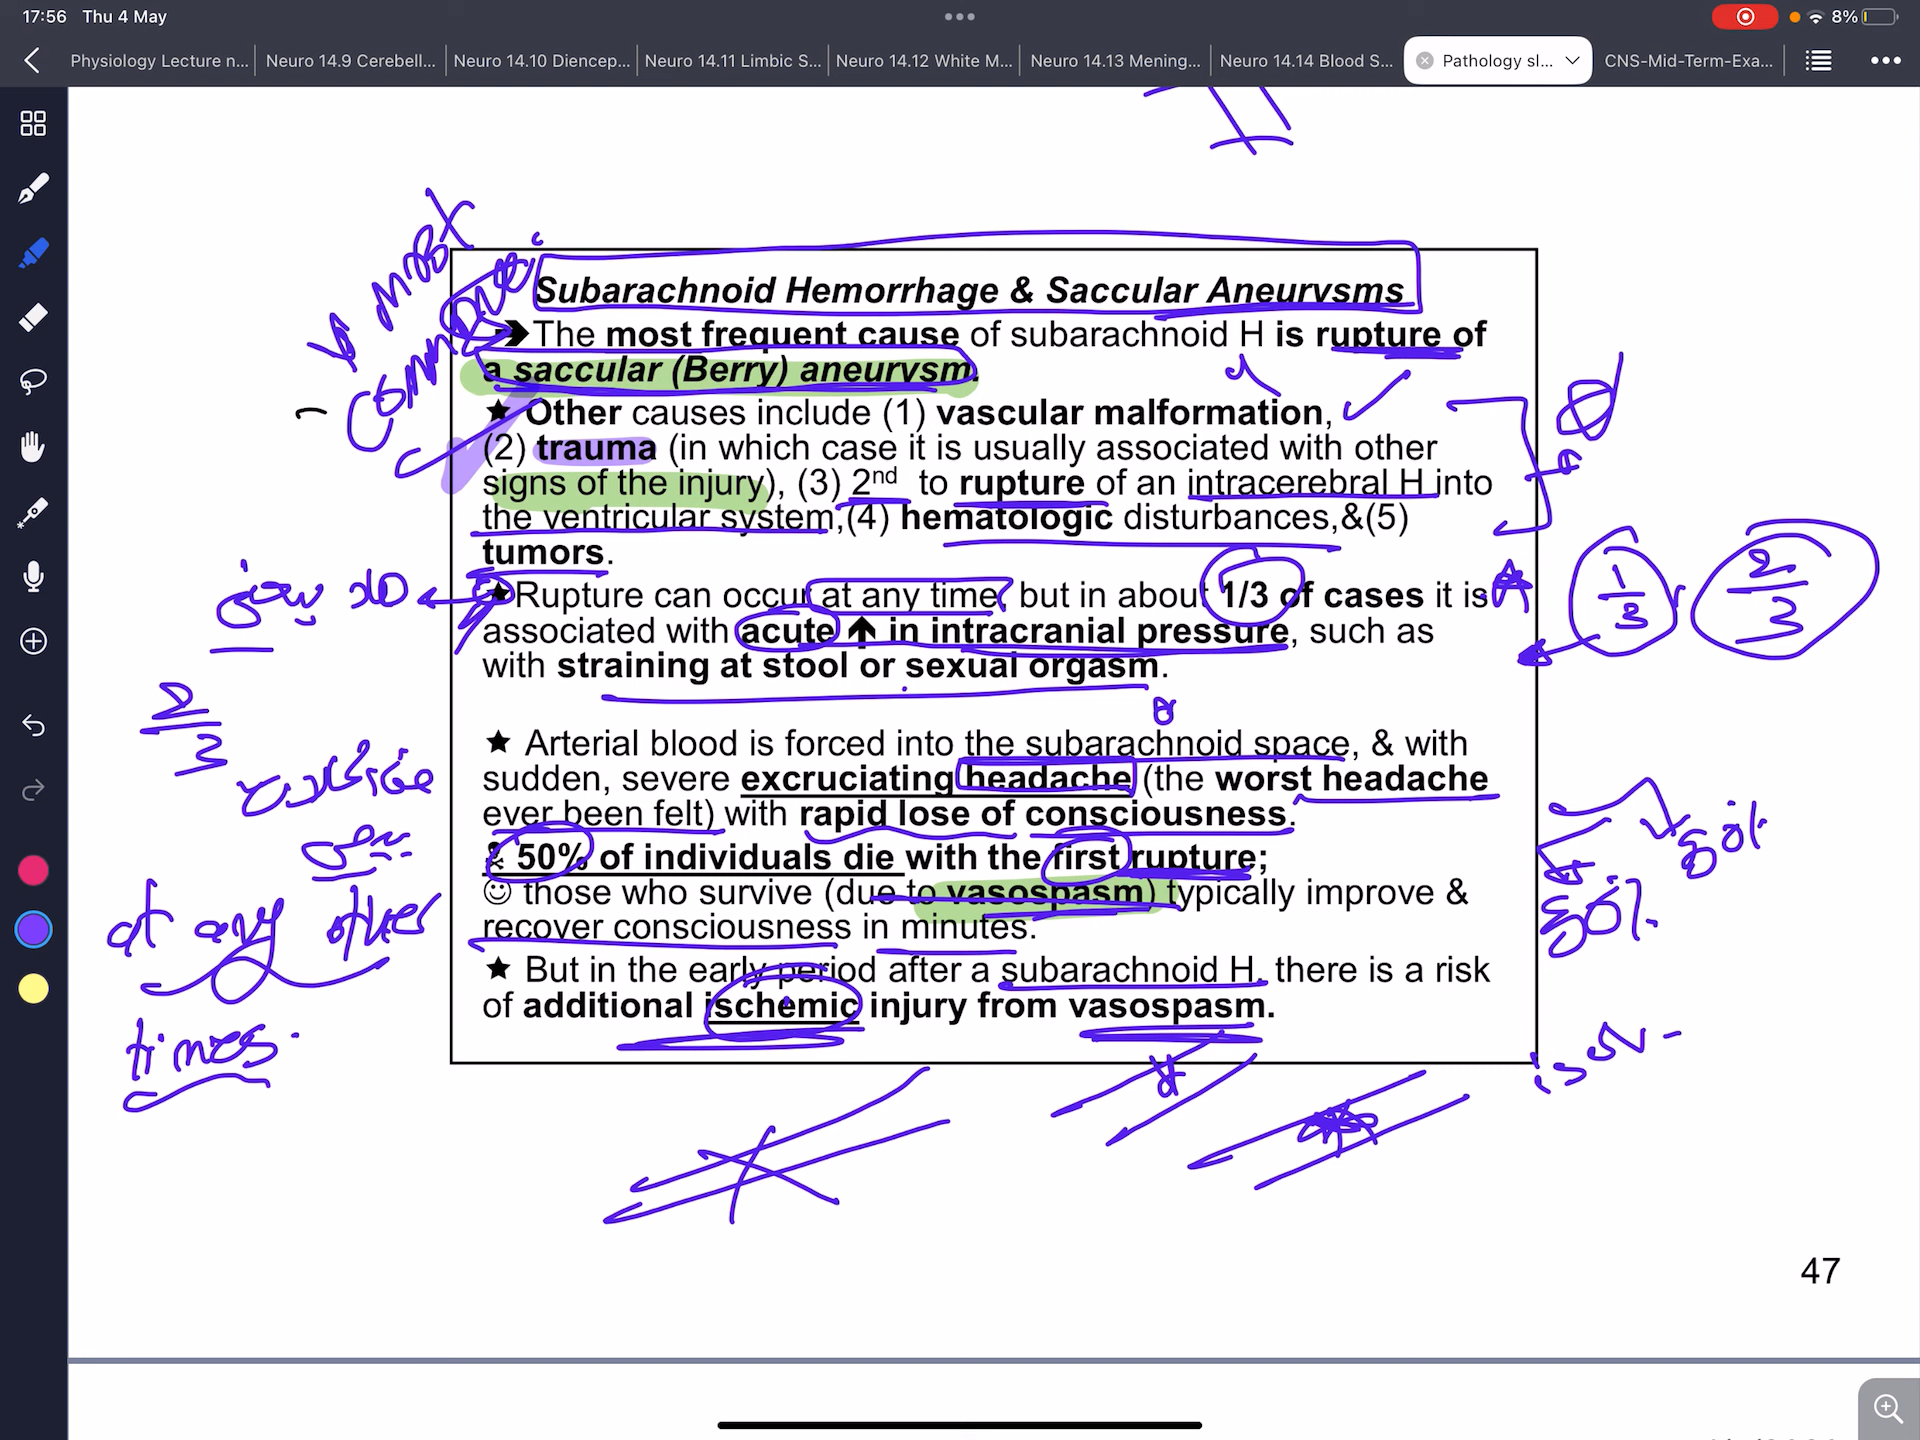 17:56 Thu 4 May
8%
Physiology Lecture n... Neuro 14.9 Cerebell... Neuro 14.10 Diencep... Neuro 14.11 Limbic S... Neuro 14.12 White M... Neuro 14.13 Mening... Neuro 14.14 Blood S... Pathology sl... CNS-Mid-Term-Exa...
most
common
Subarachnoid Hemorrhage & Saccular Aneurysms
The most frequent cause of subarachnoid H is rupture of
a saccular (Berry) aneurysm.
★ Other causes include (1) vascular malformation,
(2) trauma (in which case it is usually associated with other
signs of the injury), (3) 2nd to rupture of an intracerebral H into
the ventricular system,(4) hematologic disturbances,&(5)
tumors.
★Rupture can occur at any time, but in about 1/3 of cases it is
associated with acute ↑ in intracranial pressure, such as
with straining at stool or sexual orgasm.
1/3 2/3
2/3
★ Arterial blood is forced into the subarachnoid space, & with
sudden, severe excruciating headache (the worst headache
ever been felt) with rapid lose of consciousness.
50% of individuals die with the first rupture;
☺ those who survive (due to vasospasm) typically improve &
recover consciousness in minutes.
★ But in the early period after a subarachnoid H, there is a risk
of additional ischemic injury from vasospasm.
50%
50%
at any other
times.
47